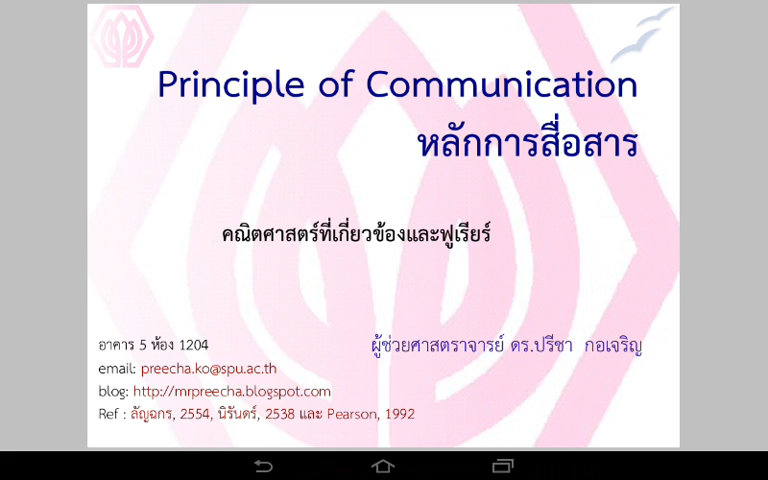 Principle of Communication
หลักการสื่อสาร
คณิตศาสตร์ที่เกี่ยวข้องและฟูเรียร์
อาคาร 5 ห้อง 1204
ผู้ช่วยศาสตราจารย์ ดร.ปรีชา กอเจริญ
email: preecha.ko@spu.ac.th
blog: http://mrpreecha.blogspot.com
Ref : ลัญฉกร, 2554, นิรันดร์, 2538 และ Pearson, 1992